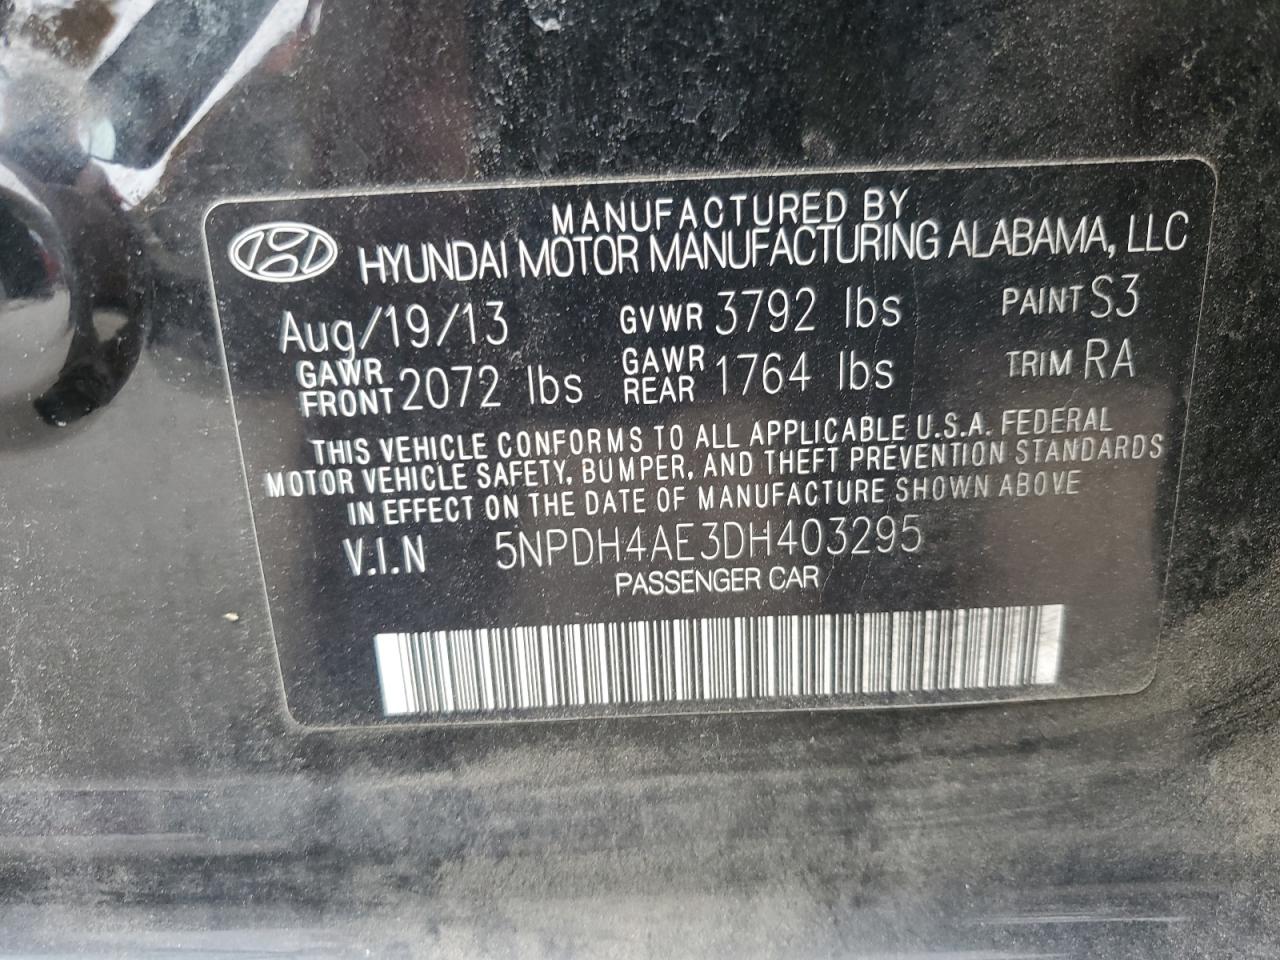 MANUFACTURED BY
HYUNDAI MOTOR MANUFACTURING ALABAMA, LLC
Aug/19/13 GVWR 3792 lbs PAINT S3
GAWR FRONT 2072 lbs GAWR REAR 1764 lbs TRIM RA
THIS VEHICLE CONFORMS TO ALL APPLICABLE U.S.A. FEDERAL
MOTOR VEHICLE SAFETY, BUMPER, AND THEFT PREVENTION STANDARDS
IN EFFECT ON THE DATE OF MANUFACTURE SHOWN ABOVE
V.I.N 5NPDH4AE3DH403295
PASSENGER CAR